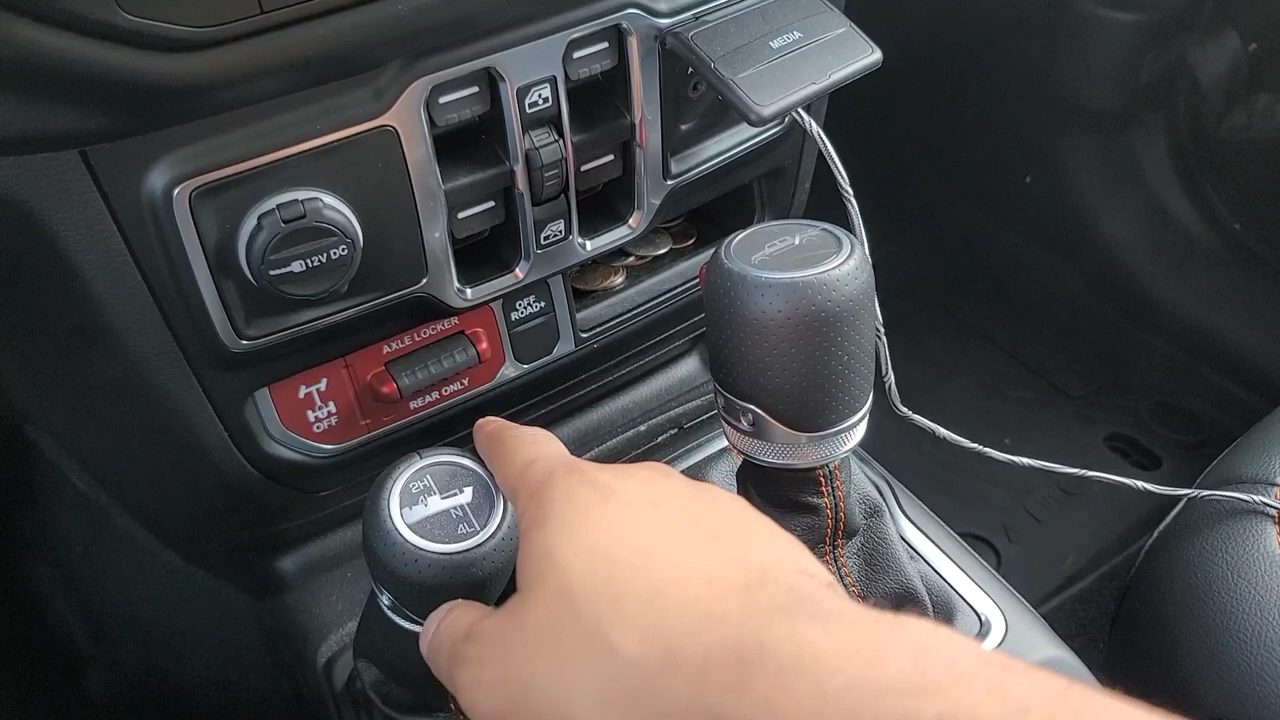 MEDIA
12V DC
OFF
ROAD+
AXLE LOCKER
REAR ONLY
OFF
2H
4H
N
4L